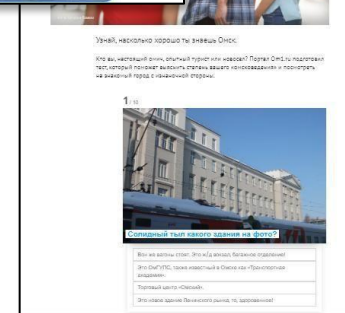 Узнай, насколько хорошо ты знаешь Омск.
Кто вы, настоящий омич, опытный турист или новосел? Портал Om1.ru подготовил
тест, который поможет выяснить степень вашего омсковедения и посмотреть
на знакомый город с изнаночной стороны.
1 / 10
Солидный тыл какого здания на фото?
Вон же вагоны стоят. Это ж/д вокзал, багажное отделение!
Это ОмГУПС, также известный в Омске как «Транспортная
академия».
Торговый центр «Омский».
Это новое здание Ленинского рынка, то, здоровенное!